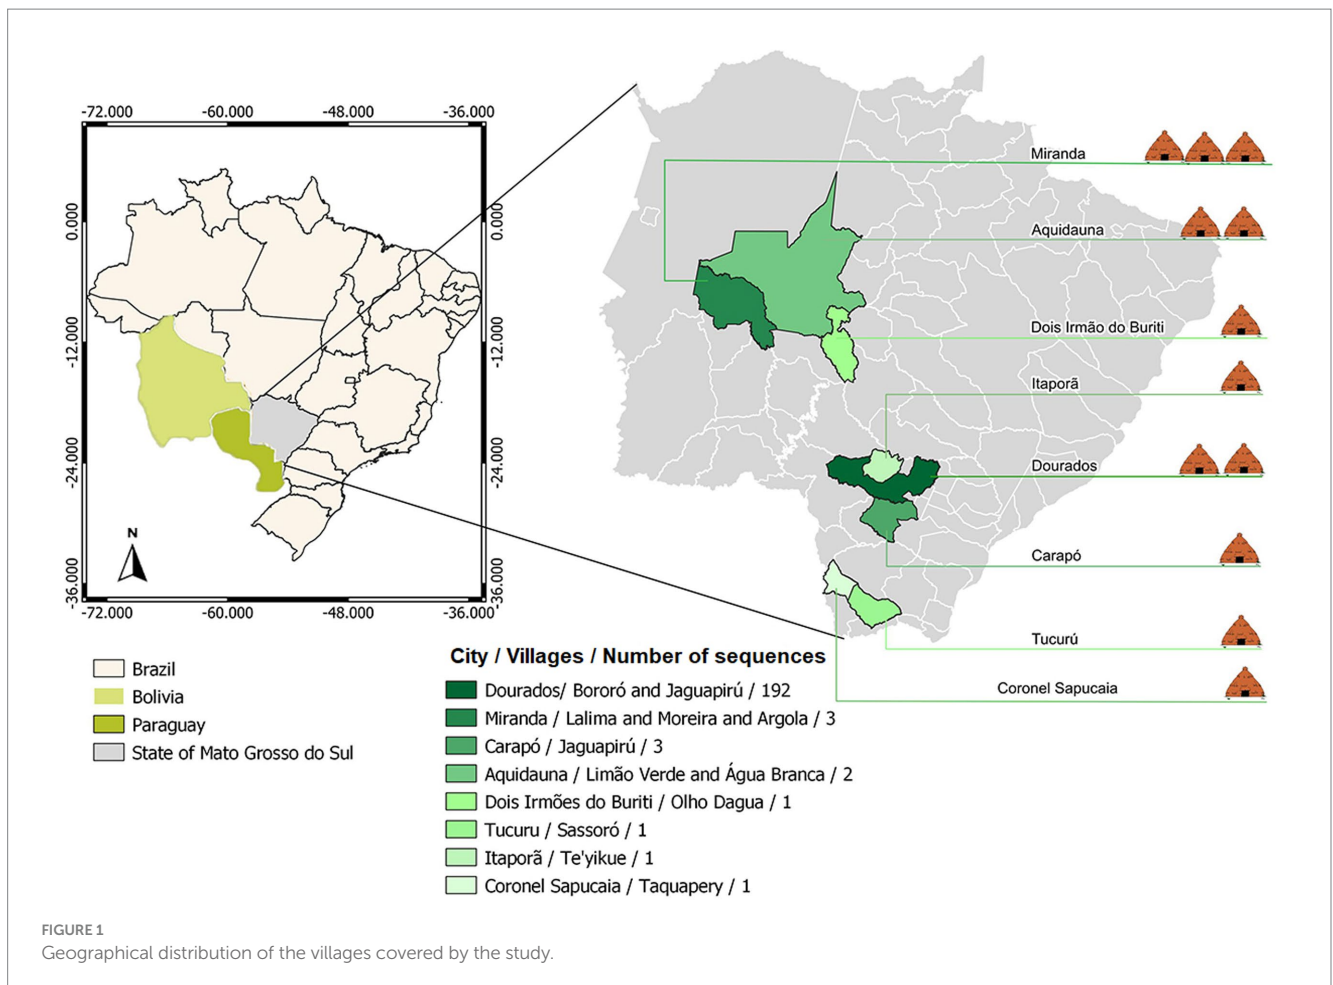 -72.000 -60.000 -48.000 -36.000
0.000 0.000
-12.000 -12.000
-24.000 -24.000
-36.000 -36.000
N
-72.000 -60.000 -48.000 -36.000
Miranda
Aquidauna
Dois Irmão do Buriti
Itaporã
Dourados
Carapó
Tucurú
Coronel Sapucaia
Brazil
Bolivia
Paraguay
State of Mato Grosso do Sul
City / Villages / Number of sequences
Dourados/ Bororó and Jaguapirú / 192
Miranda / Lalima and Moreira and Argola / 3
Carapó / Jaguapirú / 3
Aquidauna / Limão Verde and Água Branca / 2
Dois Irmões do Buriti / Olho Dagua / 1
Tucuru / Sassoró / 1
Itaporã / Te'yikue / 1
Coronel Sapucaia / Taquapery / 1
FIGURE 1
Geographical distribution of the villages covered by the study.